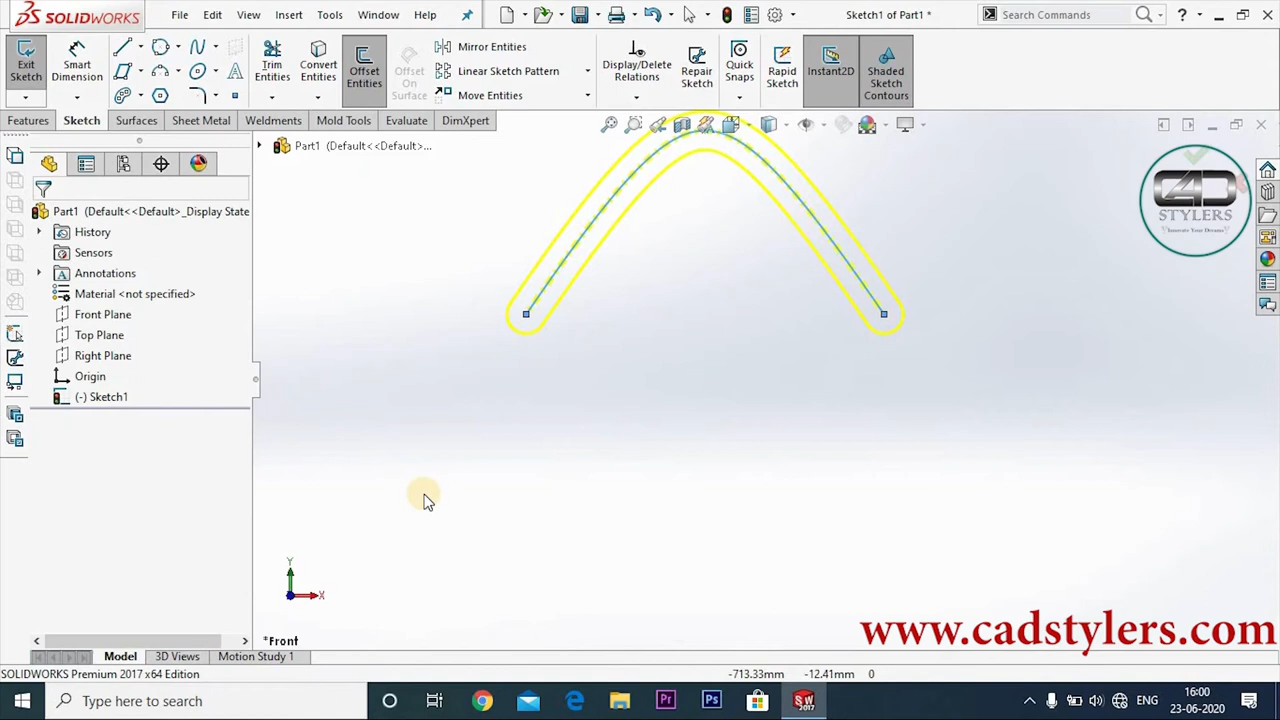 SOLIDWORKS File Edit View Insert Tools Window Help Sketch1 of Part1 * Search Commands
Exit Sketch Smart Dimension Trim Entities Convert Entities Offset Entities Offset On Surface Mirror Entities Linear Sketch Pattern Move Entities Display/Delete Relations Repair Sketch Quick Snaps Rapid Sketch Instant2D Shaded Sketch Contours
Features Sketch Surfaces Sheet Metal Weldments Mold Tools Evaluate DimXpert
Part1 (Default<<Default>...
CAD
STYLERS
Innovate Your Dreams
Part1 (Default<<Default>_Display State
History
Sensors
Annotations
Material <not specified>
Front Plane
Top Plane
Right Plane
Origin
(-) Sketch1
Y
X
*Front
www.cadstylers.com
Model 3D Views Motion Study 1
SOLIDWORKS Premium 2017 x64 Edition -713.33mm -12.41mm 0
Type here to search ENG 16:00
23-06-2020